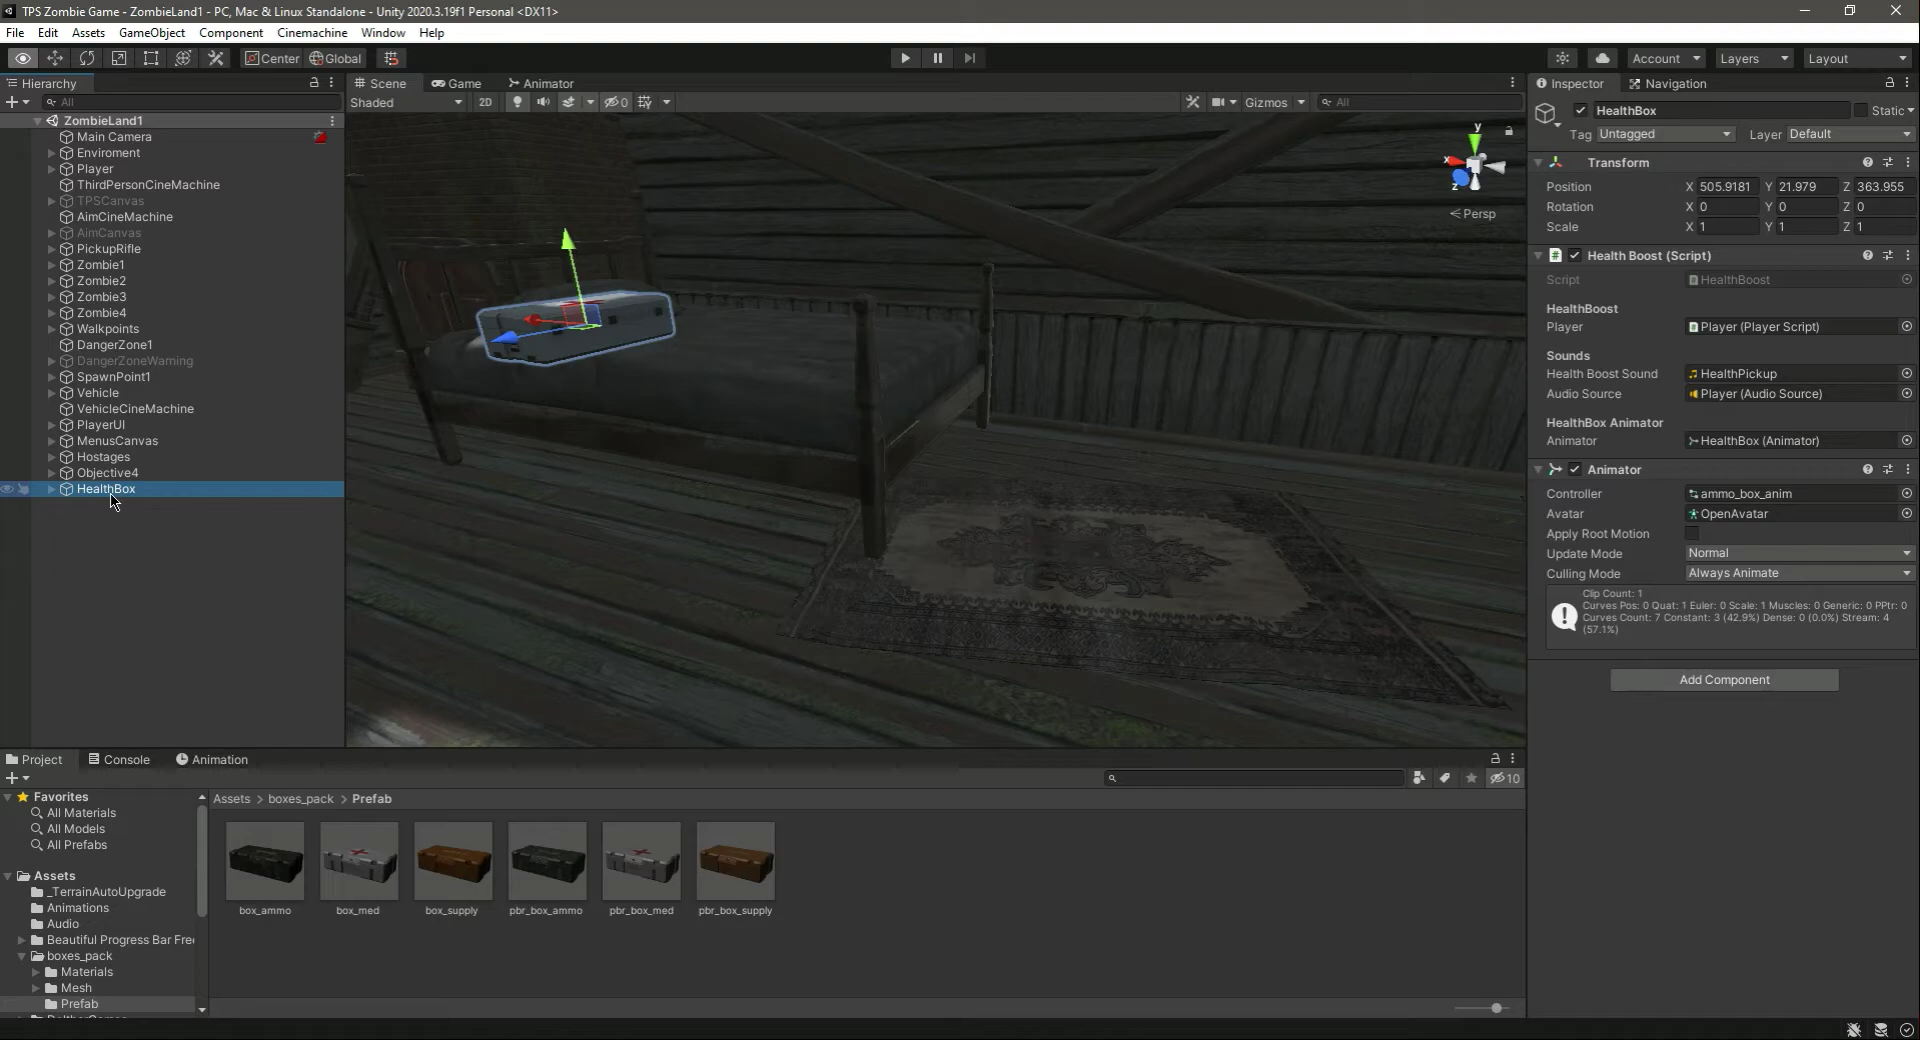 TPS Zombie Game - ZombieLand1 - PC, Mac & Linux Standalone - Unity 2020.3.19f1 Personal <DX11>
File Edit Assets GameObject Component Cinemachine Window Help
Center Global Account Layers Layout
Hierarchy
All
ZombieLand1
Main Camera
Enviroment
Player
ThirdPersonCineMachine
TPSCanvas
AimCineMachine
AimCanvas
PickupRifle
Zombie1
Zombie2
Zombie3
Zombie4
Walkpoints
DangerZone1
DangerZoneWarning
SpawnPoint1
Vehicle
VehicleCineMachine
PlayerUI
MenusCanvas
Hostages
Objective4
HealthBox
Scene Game Animator
Shaded 2D 0 Gizmos All
y
x
z
Persp
Inspector Navigation
HealthBox Static
Tag Untagged Layer Default
Transform
Position X 505.9181 Y 21.979 Z 363.955
Rotation X 0 Y 0 Z 0
Scale X 1 Y 1 Z 1
Health Boost (Script)
Script HealthBoost
HealthBoost
Player Player (Player Script)
Sounds
Health Boost Sound HealthPickup
Audio Source Player (Audio Source)
HealthBox Animator
Animator HealthBox (Animator)
Animator
Controller ammo_box_anim
Avatar OpenAvatar
Apply Root Motion
Update Mode Normal
Culling Mode Always Animate
Clip Count: 1
Curves Pos: 0 Quat: 1 Euler: 0 Scale: 1 Muscles: 0 Generic: 0 PPtr: 0
Curves Count: 7 Constant: 3 (42.9%) Dense: 0 (0.0%) Stream: 4
(57.1%)
Add Component
Project Console Animation
10
Favorites
All Materials
All Models
All Prefabs
Assets
_TerrainAutoUpgrade
Animations
Audio
Beautiful Progress Bar Free
boxes_pack
Materials
Mesh
Prefab
Assets > boxes_pack > Prefab
box_ammo box_med box_supply pbr_box_ammo pbr_box_med pbr_box_supply